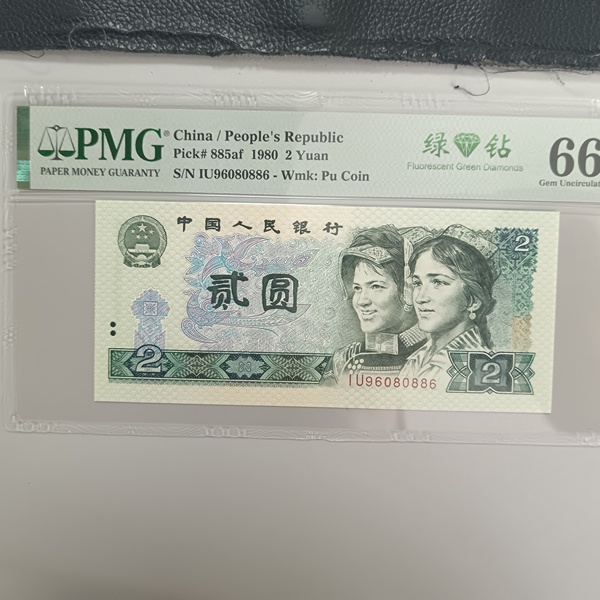 PMG®
PAPER MONEY GUARANTY
China / People's Republic
Pick# 885af 1980 2 Yuan
S/N IU96080886 - Wmk: Pu Coin
绿 钻
Fluorescent Green Diamonds
66
Gem Uncirculat
中国人民银行
2
贰圆
IU96080886
2
2